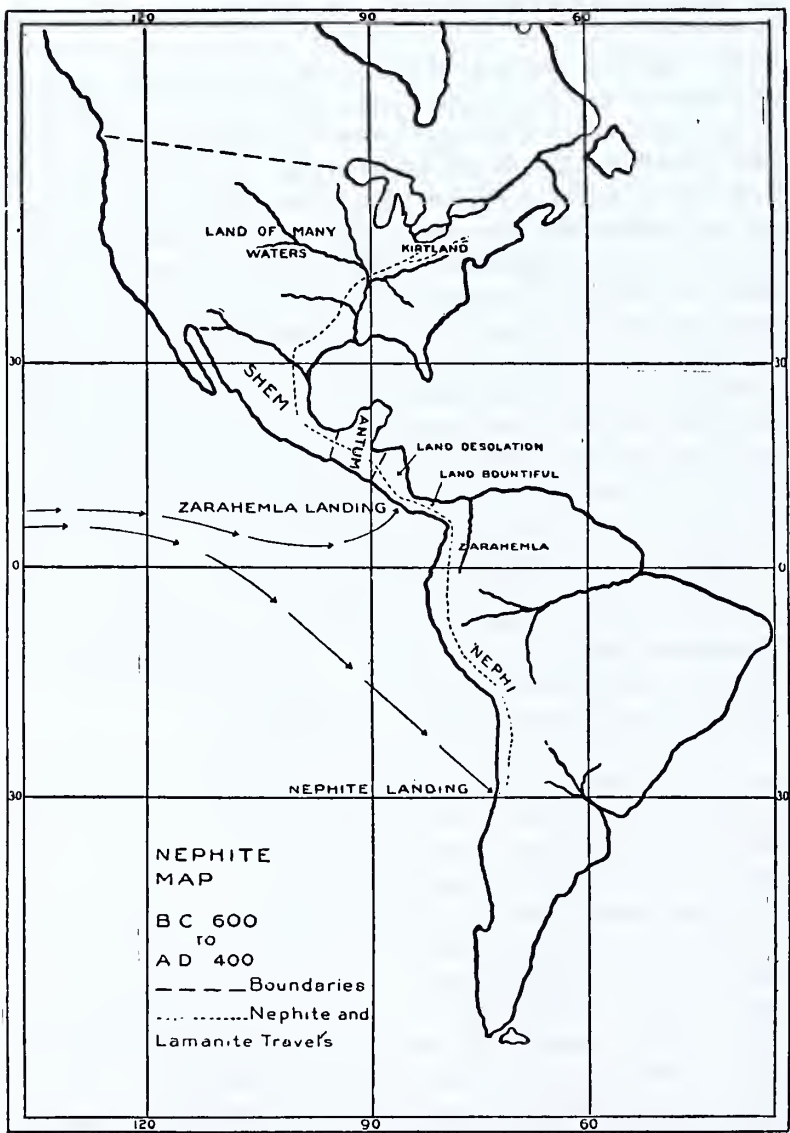 120 90 60
LAND OF MANY
WATERS
KIRTLAND
30 30
SHEM
ANTUM
LAND DESOLATION
LAND BOUNTIFUL
ZARAHEMLA LANDING
ZARAHEMLA
0 0
NEPHI
NEPHITE LANDING
30 30
NEPHITE
MAP
BC 600
TO
AD 400
Boundaries
Nephite and
Lamanite Travels
120 90 60